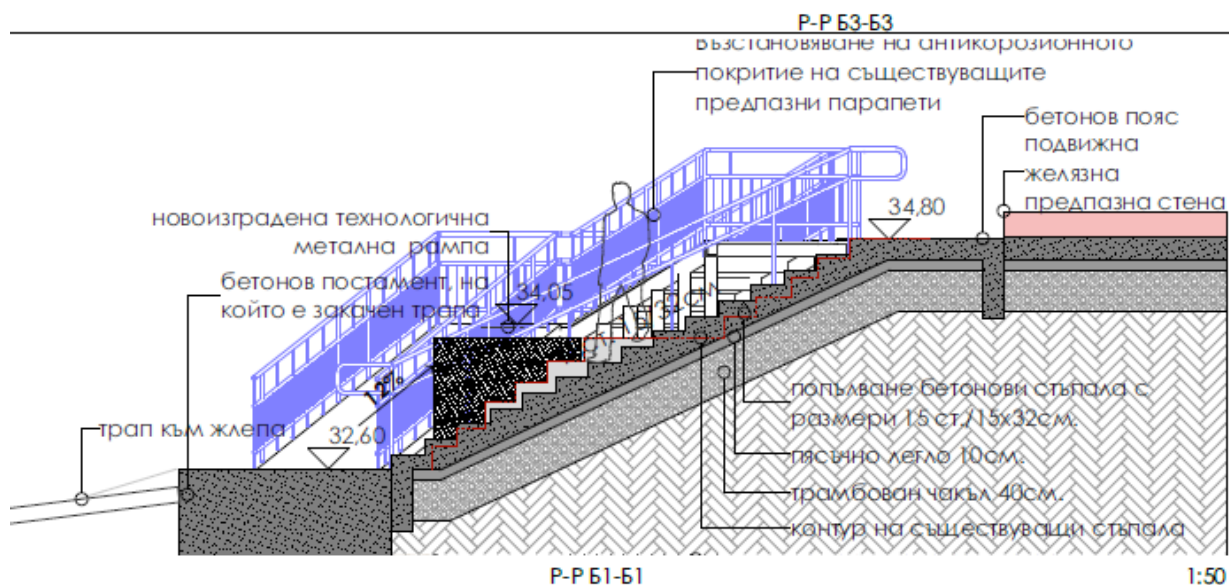 Р-Р Б3-Б3
Възстановяване на антикорозионното
покритие на съществуващите
предпазни парапети
бетонов пояс
подвижна
желязна
предпазна стена
новоизградена технологична
метална рампа
34,80
бетонов постамент, на
който е закачен трапа
34,05
12%
попълване бетонови стъпала с
размери 15 ст./15х32см.
трап към жлепа
32,60
пясъчно легло 10см.
трамбован чакъл 40см.
контур на съществуващи стъпала
Р-Р Б1-Б1
1:50